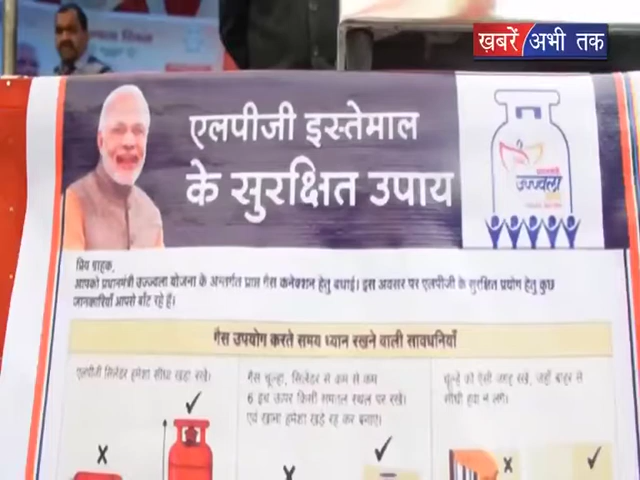 ख़बरें अभी तक
एलपीजी इस्तेमाल
के सुरक्षित उपाय
उज्ज्वला
प्रिय ग्राहक,
आपको प्रधानमंत्री उज्ज्वला योजना के अन्तर्गत प्राप्त गैस कनेक्शन हेतु बधाई। इस अवसर पर एलपीजी के सुरक्षित प्रयोग हेतु कुछ
जानकारियाँ आपसे बाँट रहे हैं।
गैस उपयोग करते समय ध्यान रखने वाली सावधनियाँ
एलपीजी सिलेंडर हमेशा सीधा खड़ा रखें।
गैस चूल्हा, सिलेंडर से कम से कम
6 इंच ऊपर किसी समतल स्थल पर रखें।
एवं खाना हमेशा खड़े रह कर बनाएं।
चूल्हे को ऐसी जगह रखें, जहाँ बाहर से
सीधी हवा न लगे।